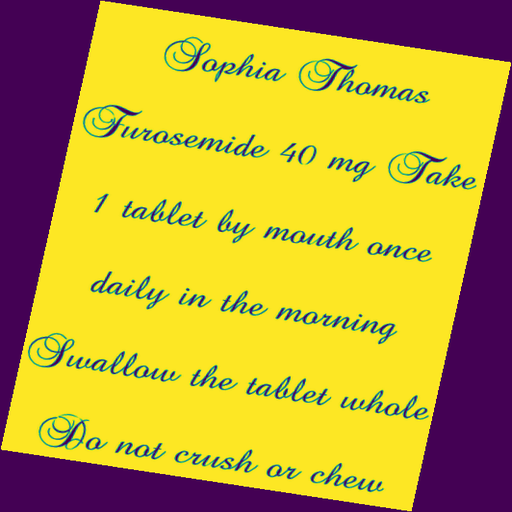 Sophia Thomas
Furosemide 40 mg Take
1 tablet by mouth once
daily in the morning
Swallow the tablet whole
Do not crush or chew